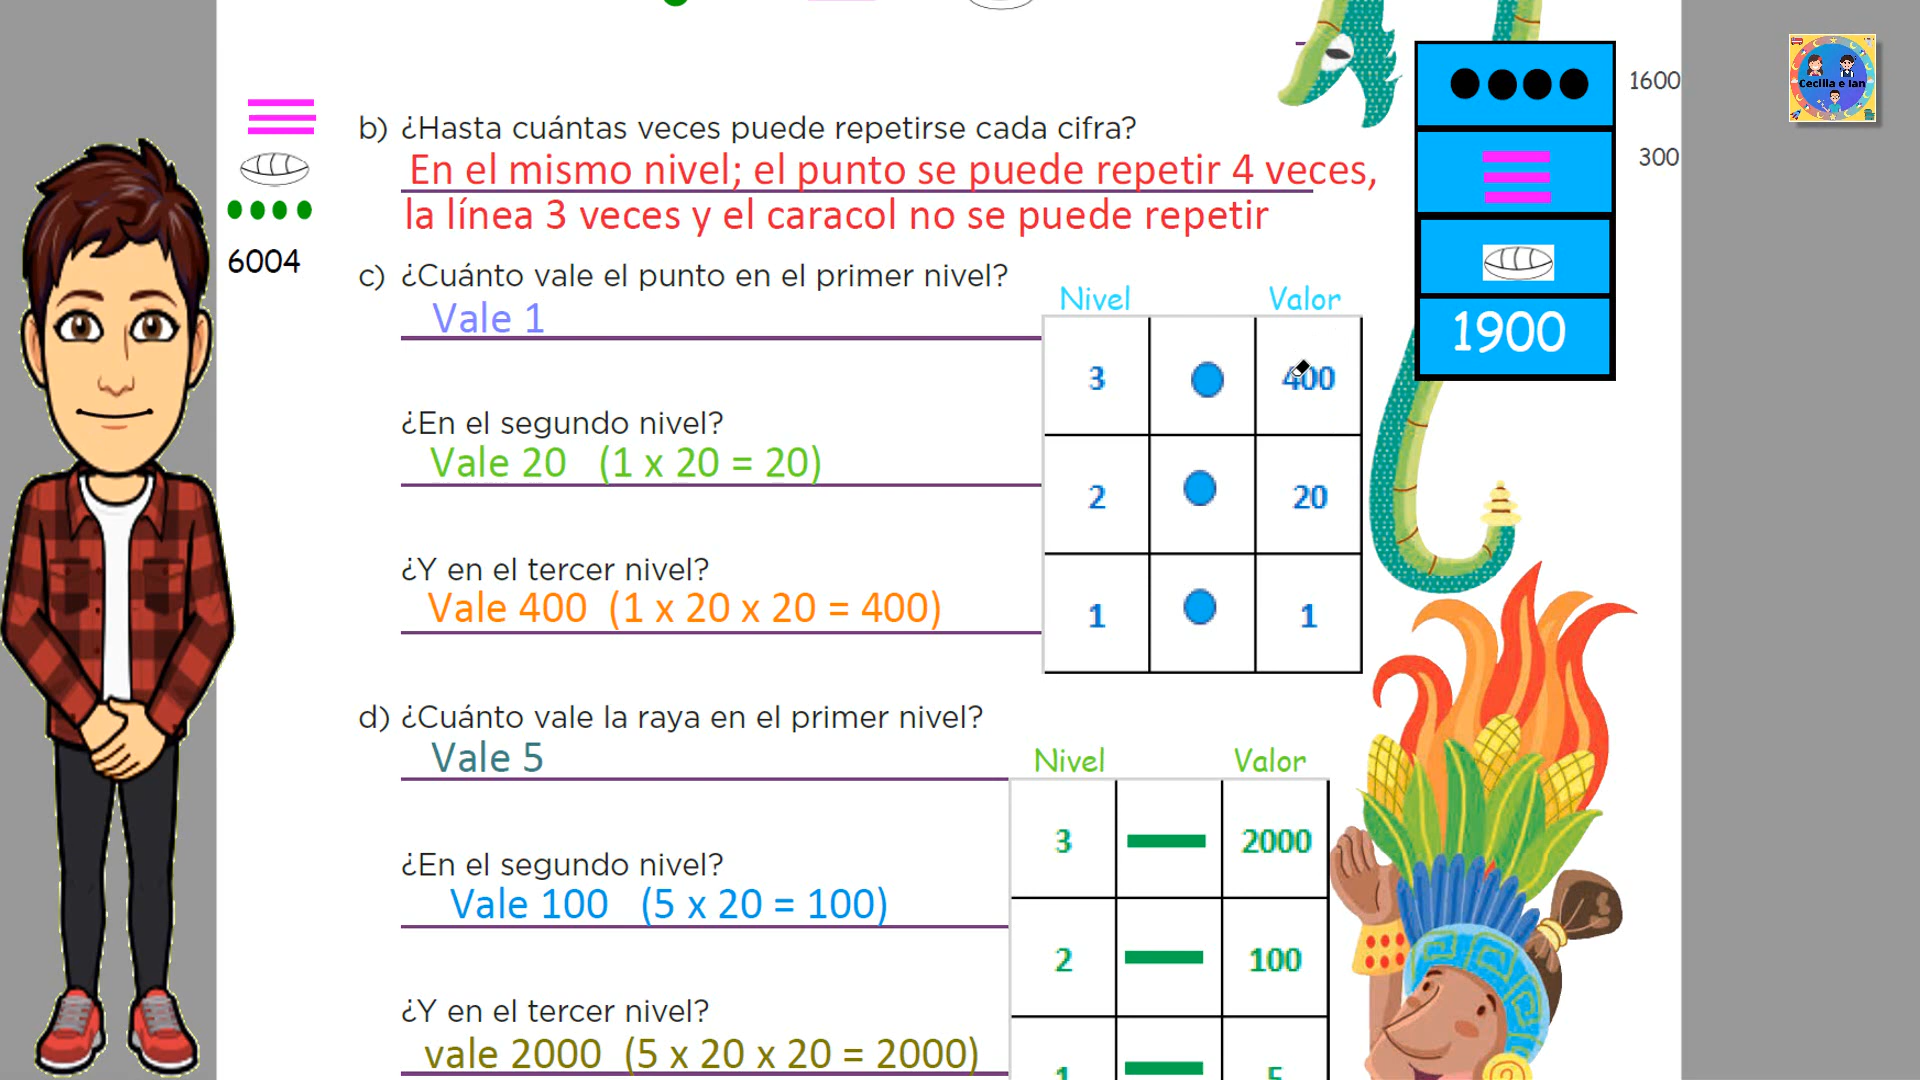 1600
Cecilia e Ian
300
6004
b) ¿Hasta cuántas veces puede repetirse cada cifra?
En el mismo nivel; el punto se puede repetir 4 veces,
la línea 3 veces y el caracol no se puede repetir
1900
c) ¿Cuánto vale el punto en el primer nivel?
Vale 1
¿En el segundo nivel?
Vale 20 (1 x 20 = 20)
¿Y en el tercer nivel?
Vale 400 (1 x 20 x 20 = 400)
Nivel Valor
3 400
2 20
1 1
d) ¿Cuánto vale la raya en el primer nivel?
Vale 5
¿En el segundo nivel?
Vale 100 (5 x 20 = 100)
¿Y en el tercer nivel?
vale 2000 (5 x 20 x 20 = 2000)
Nivel Valor
3 2000
2 100
1 5